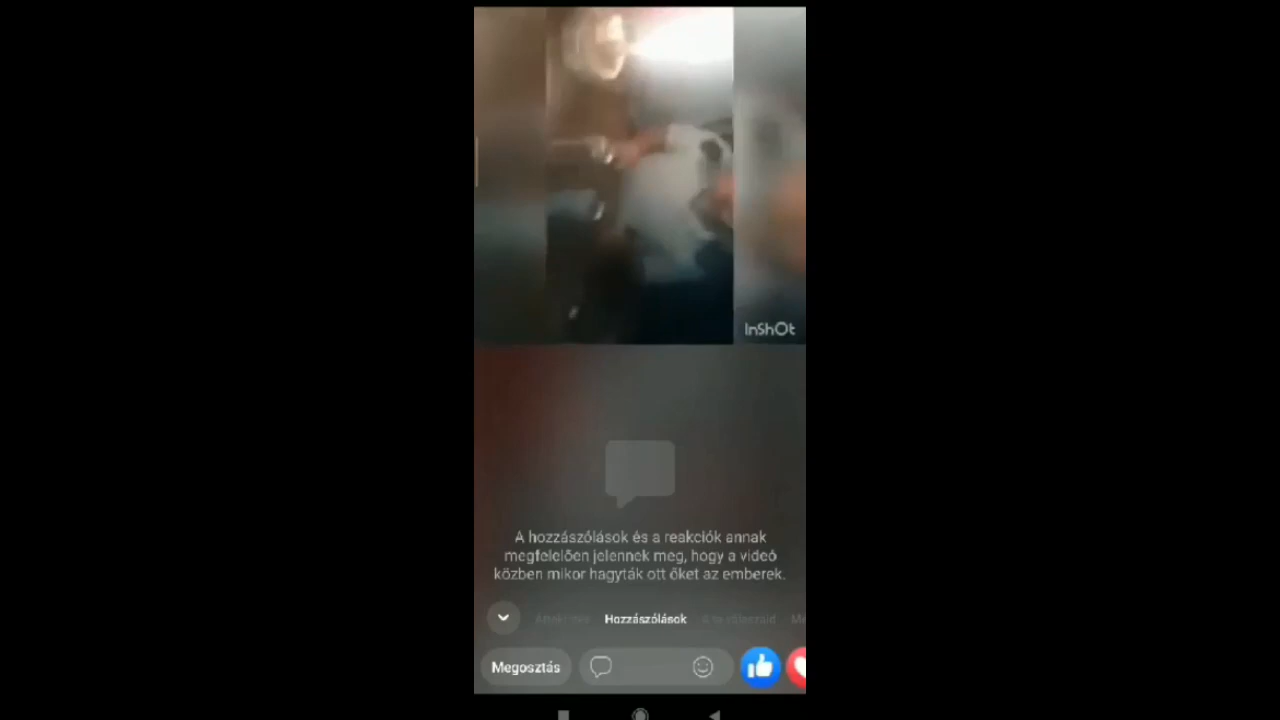 InShOt
A hozzászólások és a reakciók annak
megfelelően jelennek meg, hogy a videó
közben mikor hagyták ott őket az emberek.
Hozzászólások
Megosztás